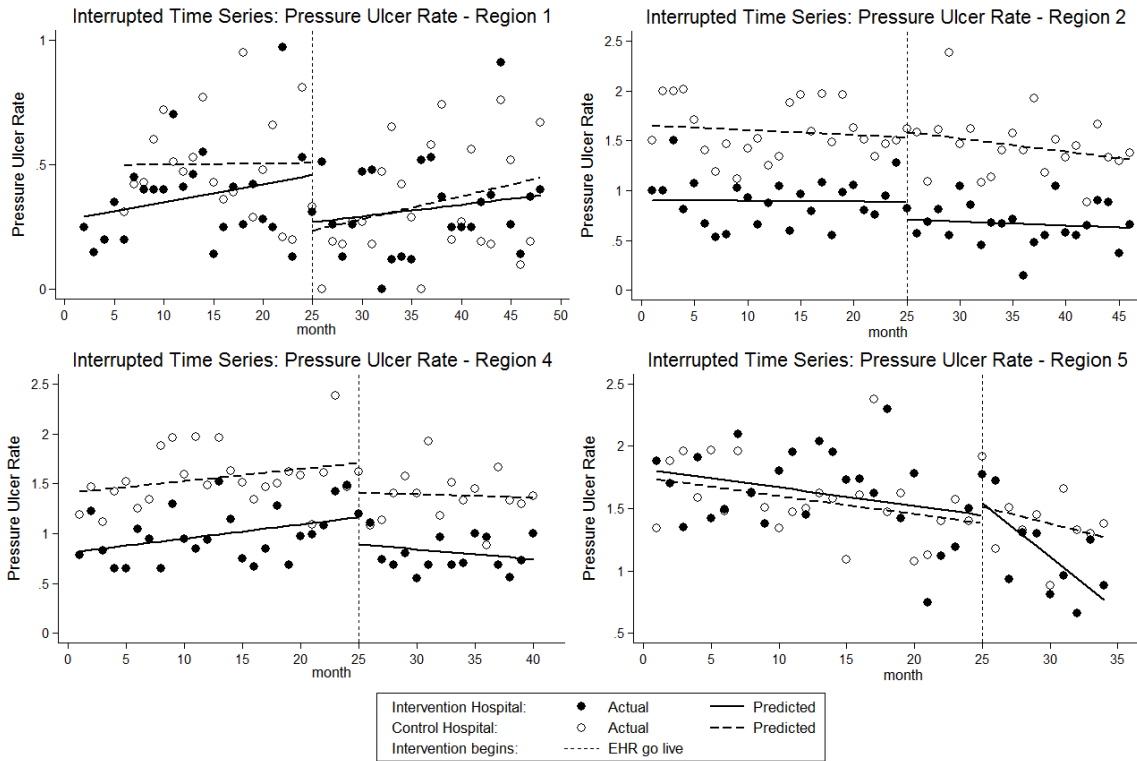 Interrupted Time Series: Pressure Ulcer Rate - Region 1
Pressure Ulcer Rate
1
.5
0
0 5 10 15 20 25 30 35 40 45 50
month
Interrupted Time Series: Pressure Ulcer Rate - Region 2
Pressure Ulcer Rate
2.5
2
1.5
1
.5
0
0 5 10 15 20 25 30 35 40 45
month
Interrupted Time Series: Pressure Ulcer Rate - Region 4
Pressure Ulcer Rate
2.5
2
1.5
1
.5
0
0 5 10 15 20 25 30 35 40
month
Interrupted Time Series: Pressure Ulcer Rate - Region 5
Pressure Ulcer Rate
2.5
2
1.5
1
.5
0 5 10 15 20 25 30 35
month
Intervention Hospital: Actual Predicted
Control Hospital: Actual Predicted
Intervention begins: EHR go live